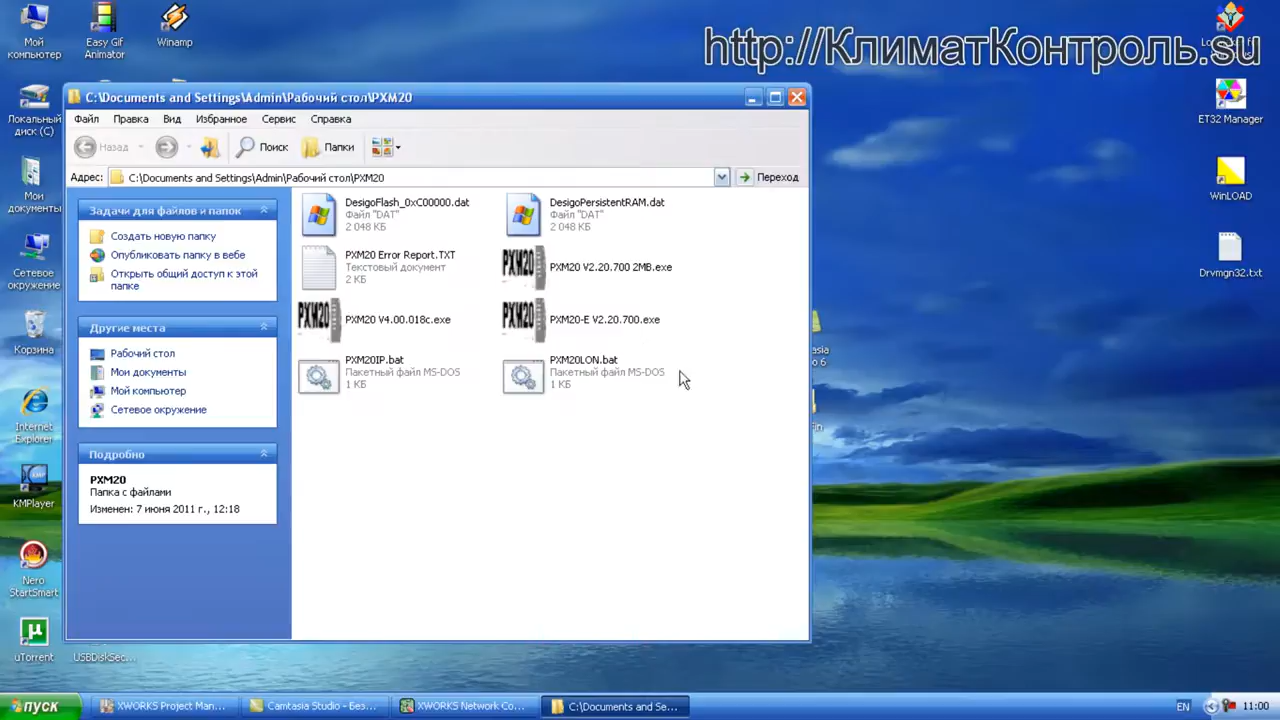 http://КлиматКонтроль.su
Мой
компьютер
Easy Gif
Animator
Winamp
Локальный
диск (C)
Мои
документы
Сетевое
окружение
Корзина
Internet
Explorer
KMPlayer
Nero
StartSmart
uTorrent
USBDiskSec...
ET32 Manager
WinLOAD
Drvmgn32.txt
C:\Documents and Settings\Admin\Рабочий стол\PXM20
Файл Правка Вид Избранное Сервис Справка
Назад Поиск Папки
Адрес: C:\Documents and Settings\Admin\Рабочий стол\PXM20 Переход
Задачи для файлов и папок
Создать новую папку
Опубликовать папку в вебе
Открыть общий доступ к этой
папке
Другие места
Рабочий стол
Мои документы
Мой компьютер
Сетевое окружение
Подробно
PXM20
Папка с файлами
Изменен: 7 июня 2011 г., 12:18
DesigoFlash_0xC00000.dat
Файл "DAT"
2 048 КБ
DesigoPersistentRAM.dat
Файл "DAT"
2 048 КБ
PXM20 Error Report.TXT
Текстовый документ
2 КБ
PXM20
PXM20 V2.20.700 2MB.exe
PXM20
PXM20 V4.00.018c.exe
PXM20
PXM20-E V2.20.700.exe
PXM20IP.bat
Пакетный файл MS-DOS
1 КБ
PXM20LON.bat
Пакетный файл MS-DOS
1 КБ
пуск
XWORKS Project Man...
Camtasia Studio - Без...
XWORKS Network Co...
C:\Documents and Se...
EN
11:00